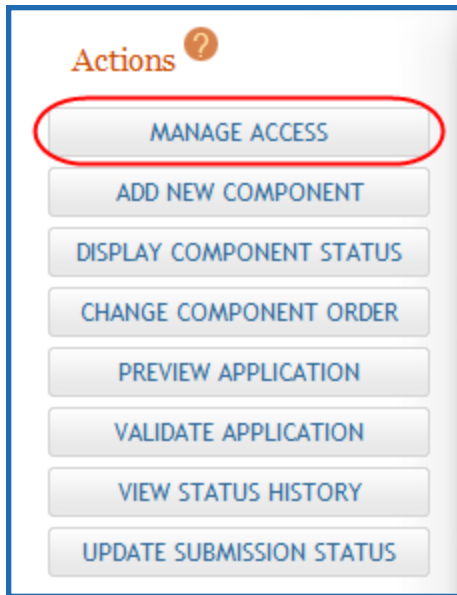 Actions ?
MANAGE ACCESS
ADD NEW COMPONENT
DISPLAY COMPONENT STATUS
CHANGE COMPONENT ORDER
PREVIEW APPLICATION
VALIDATE APPLICATION
VIEW STATUS HISTORY
UPDATE SUBMISSION STATUS